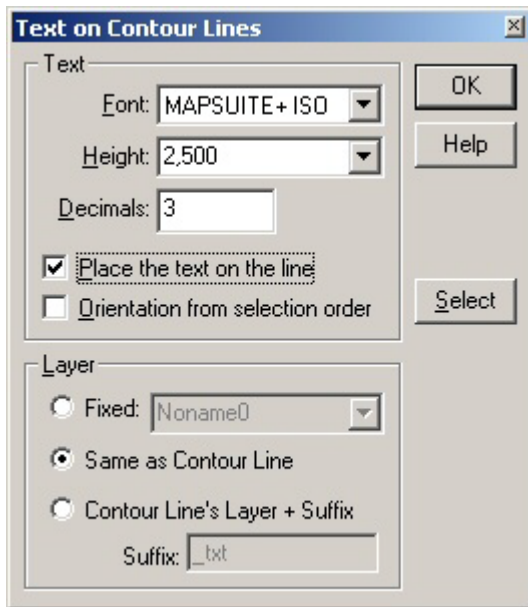 Text on Contour Lines
Text
Font: MAPSUITE+ ISO
OK
Height: 2,500
Help
Decimals: 3
Place the text on the line
Orientation from selection order
Select
Layer
Fixed: Noname0
Same as Contour Line
Contour Line's Layer + Suffix
Suffix: _txt